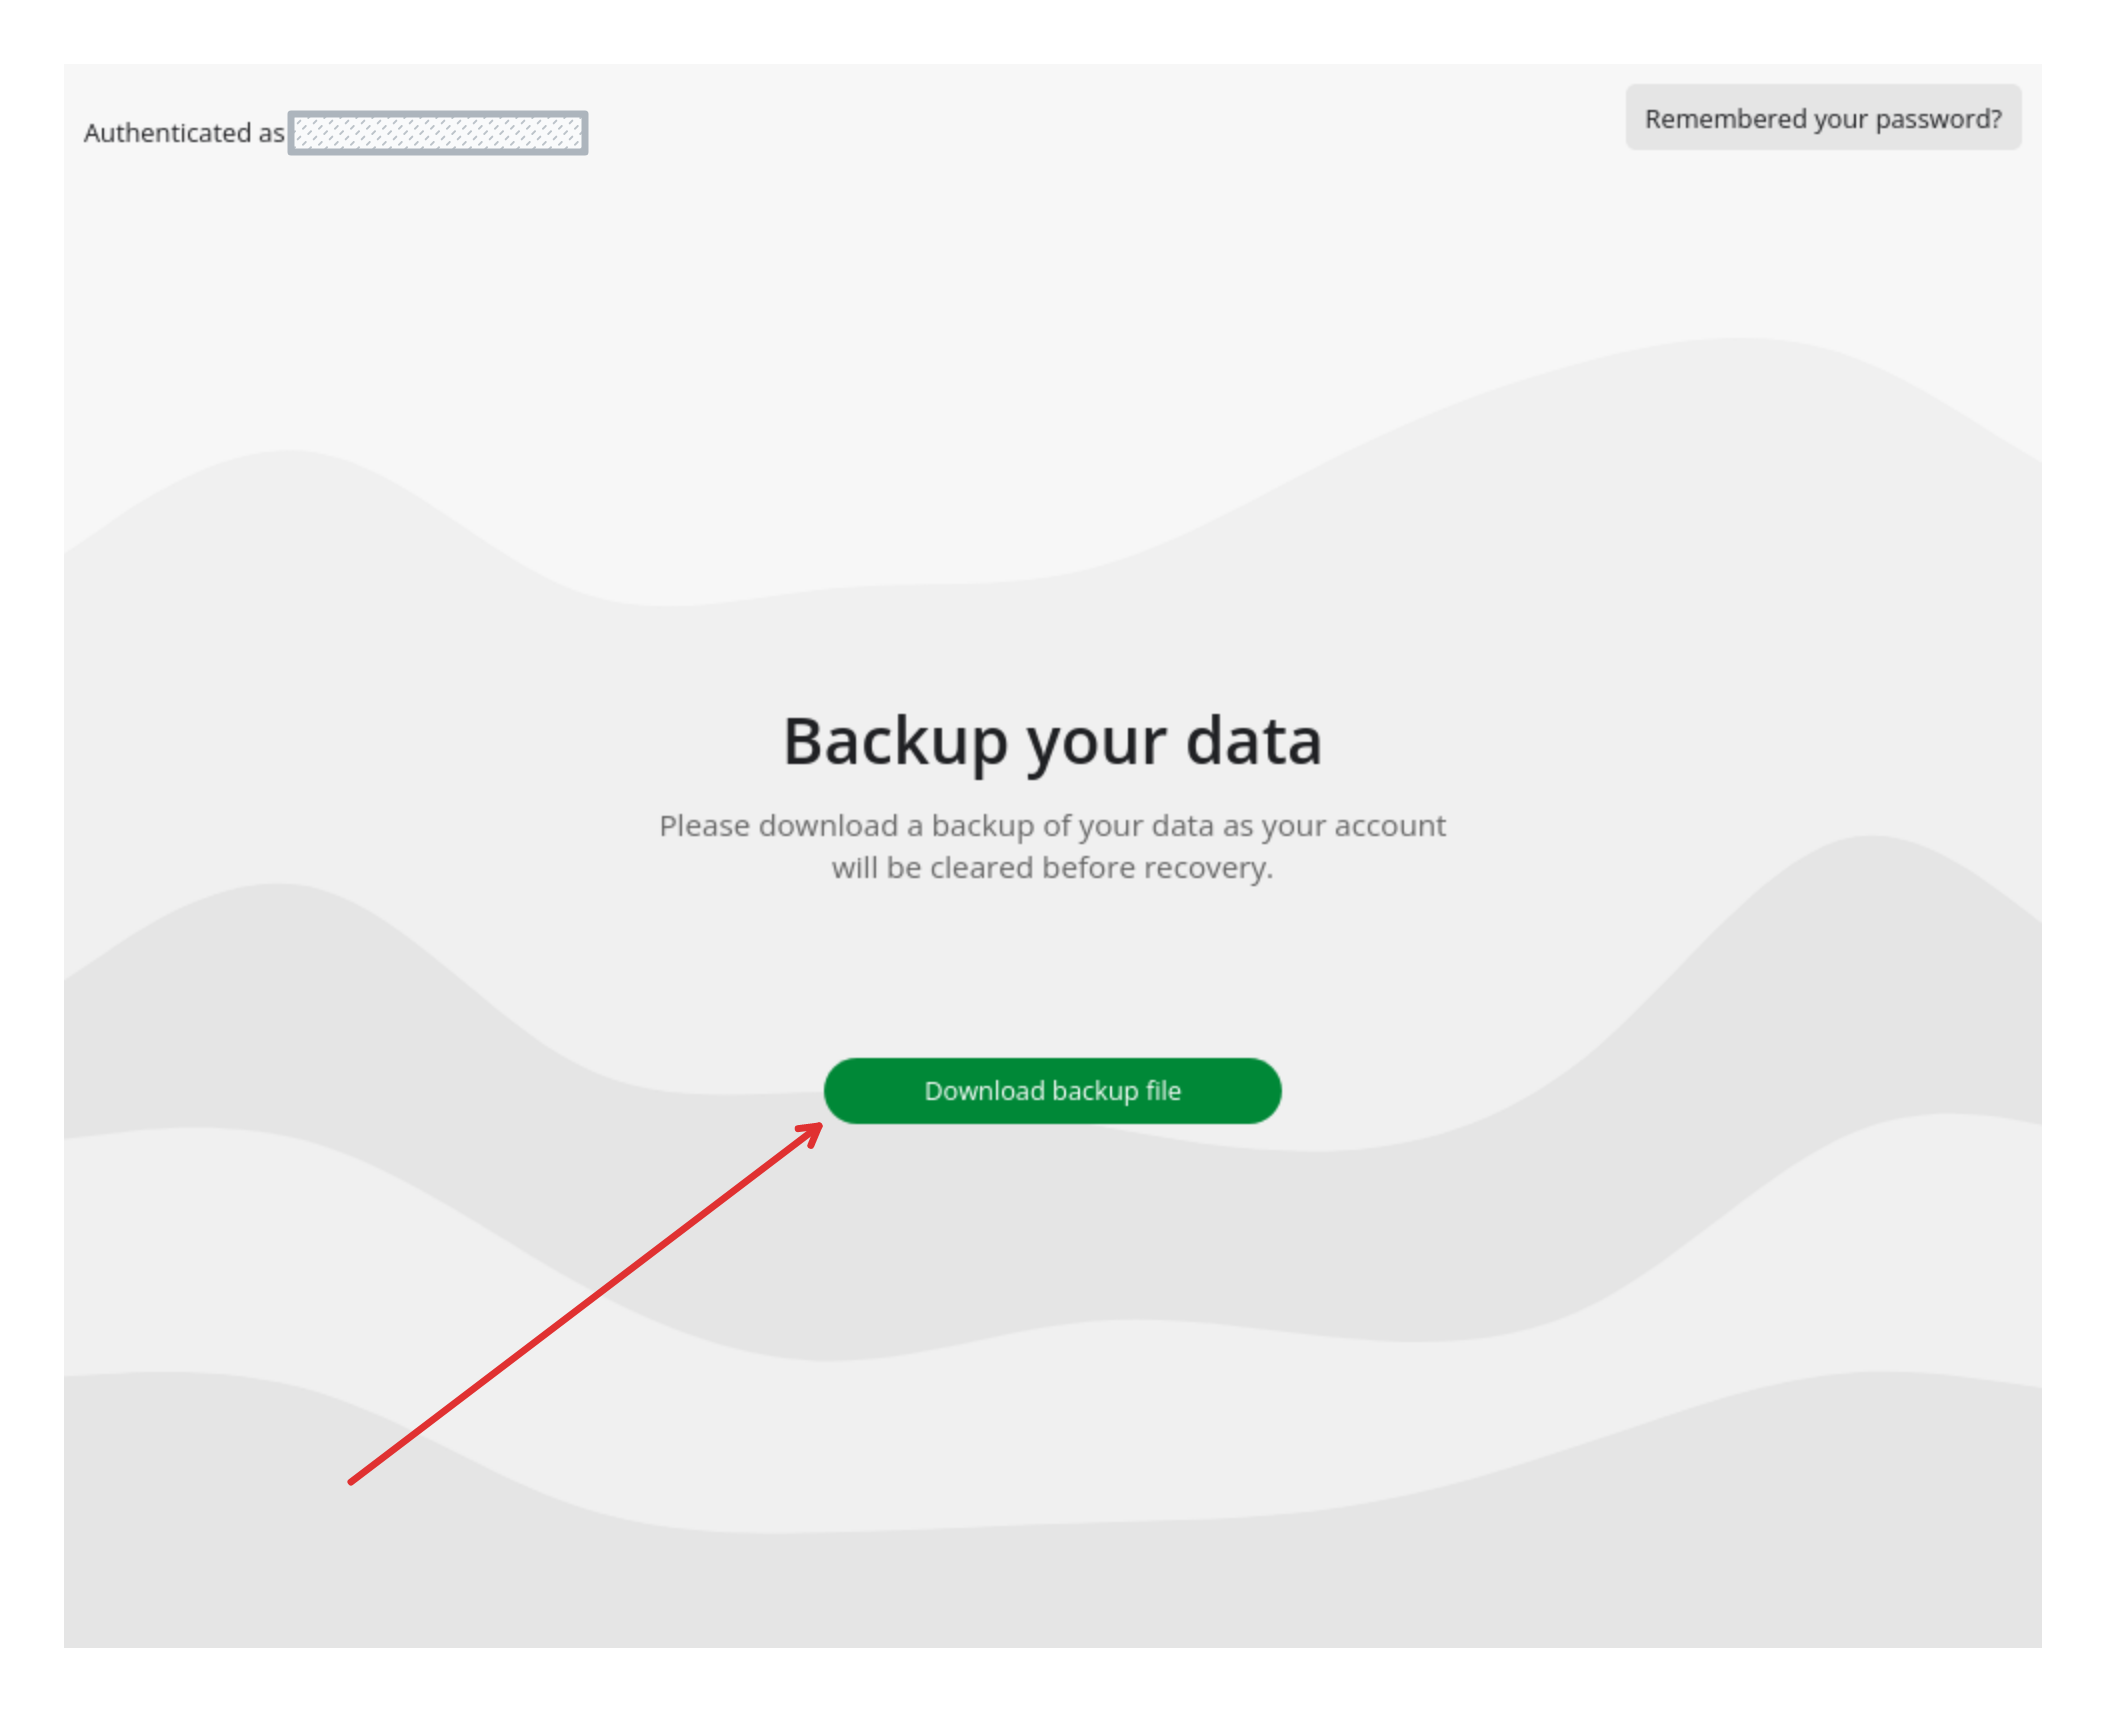 Authenticated as
Remembered your password?
Backup your data
Please download a backup of your data as your account
will be cleared before recovery.
Download backup file